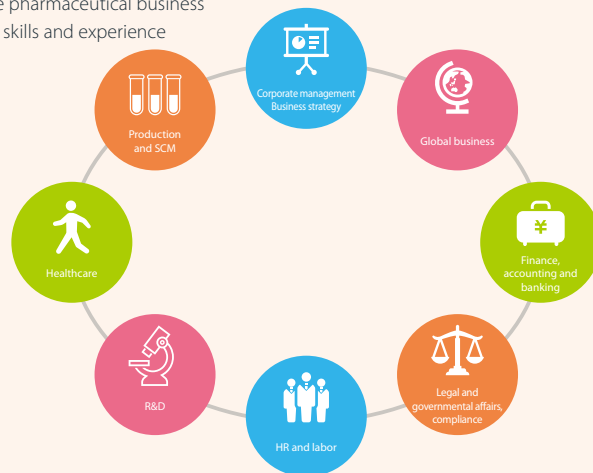 pharmaceutical business
skills and experience
Corporate management
Business strategy
Global business
Finance,
accounting and
banking
¥
Legal and
governmental affairs,
compliance
HR and labor
R&D
Healthcare
Production
and SCM